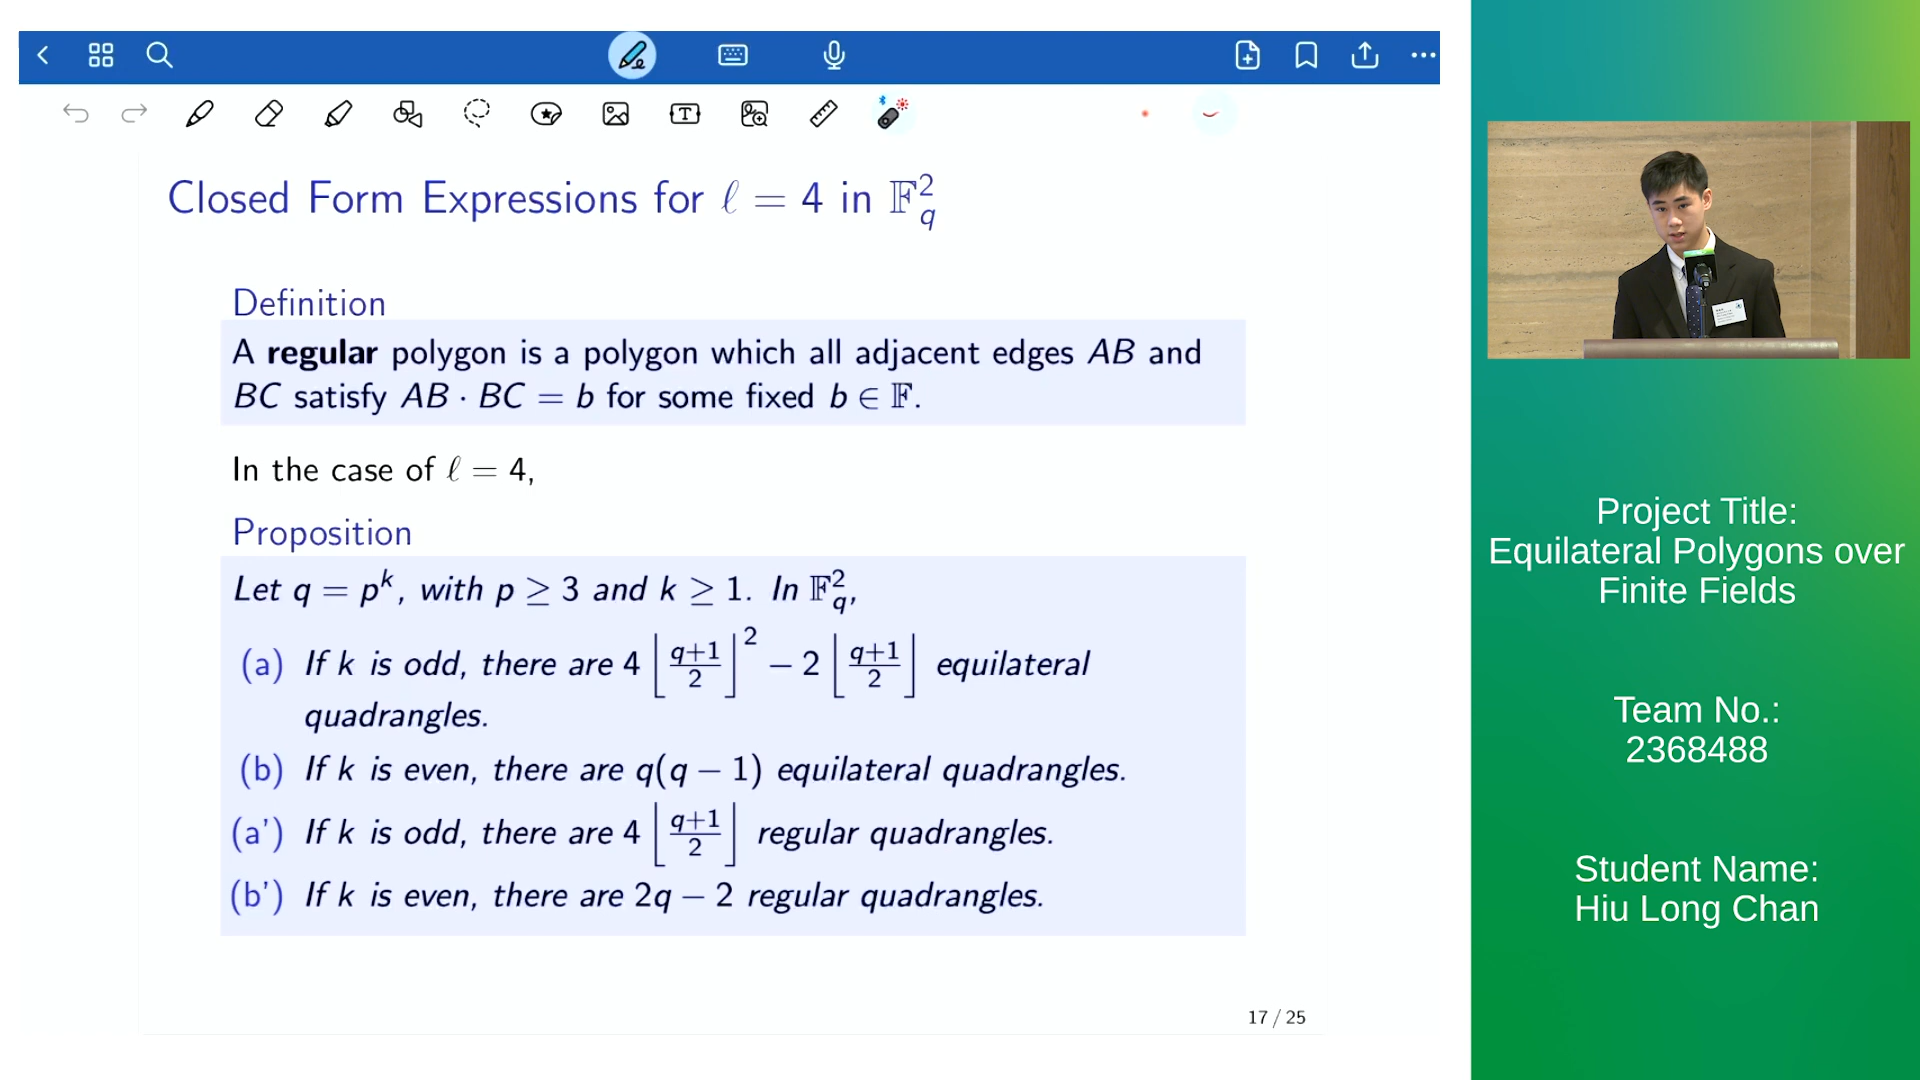 Closed Form Expressions for ℓ = 4 in 𝔽_q^2
Definition
A regular polygon is a polygon which all adjacent edges AB and
BC satisfy AB · BC = b for some fixed b ∈ 𝔽.
In the case of ℓ = 4,
Proposition
Let q = p^k, with p ≥ 3 and k ≥ 1. In 𝔽_q^2,
(a) If k is odd, there are 4 ⌊(q+1)/2⌋^2 − 2 ⌊(q+1)/2⌋ equilateral
quadrangles.
(b) If k is even, there are q(q − 1) equilateral quadrangles.
(a') If k is odd, there are 4 ⌊(q+1)/2⌋ regular quadrangles.
(b') If k is even, there are 2q − 2 regular quadrangles.
17 / 25
Project Title:
Equilateral Polygons over
Finite Fields
Team No.:
2368488
Student Name:
Hiu Long Chan